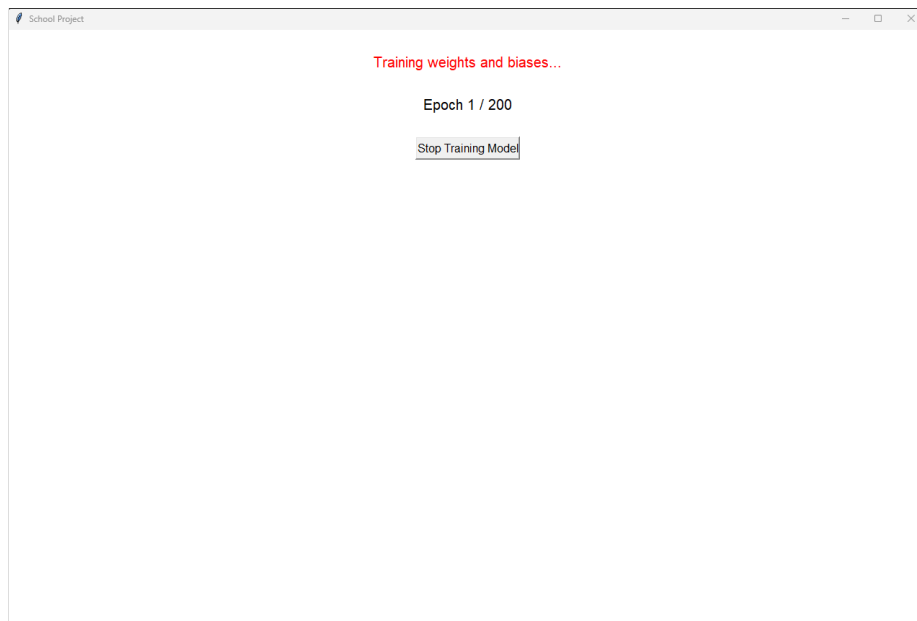 School Project
Training weights and biases...
Epoch 1 / 200
Stop Training Model